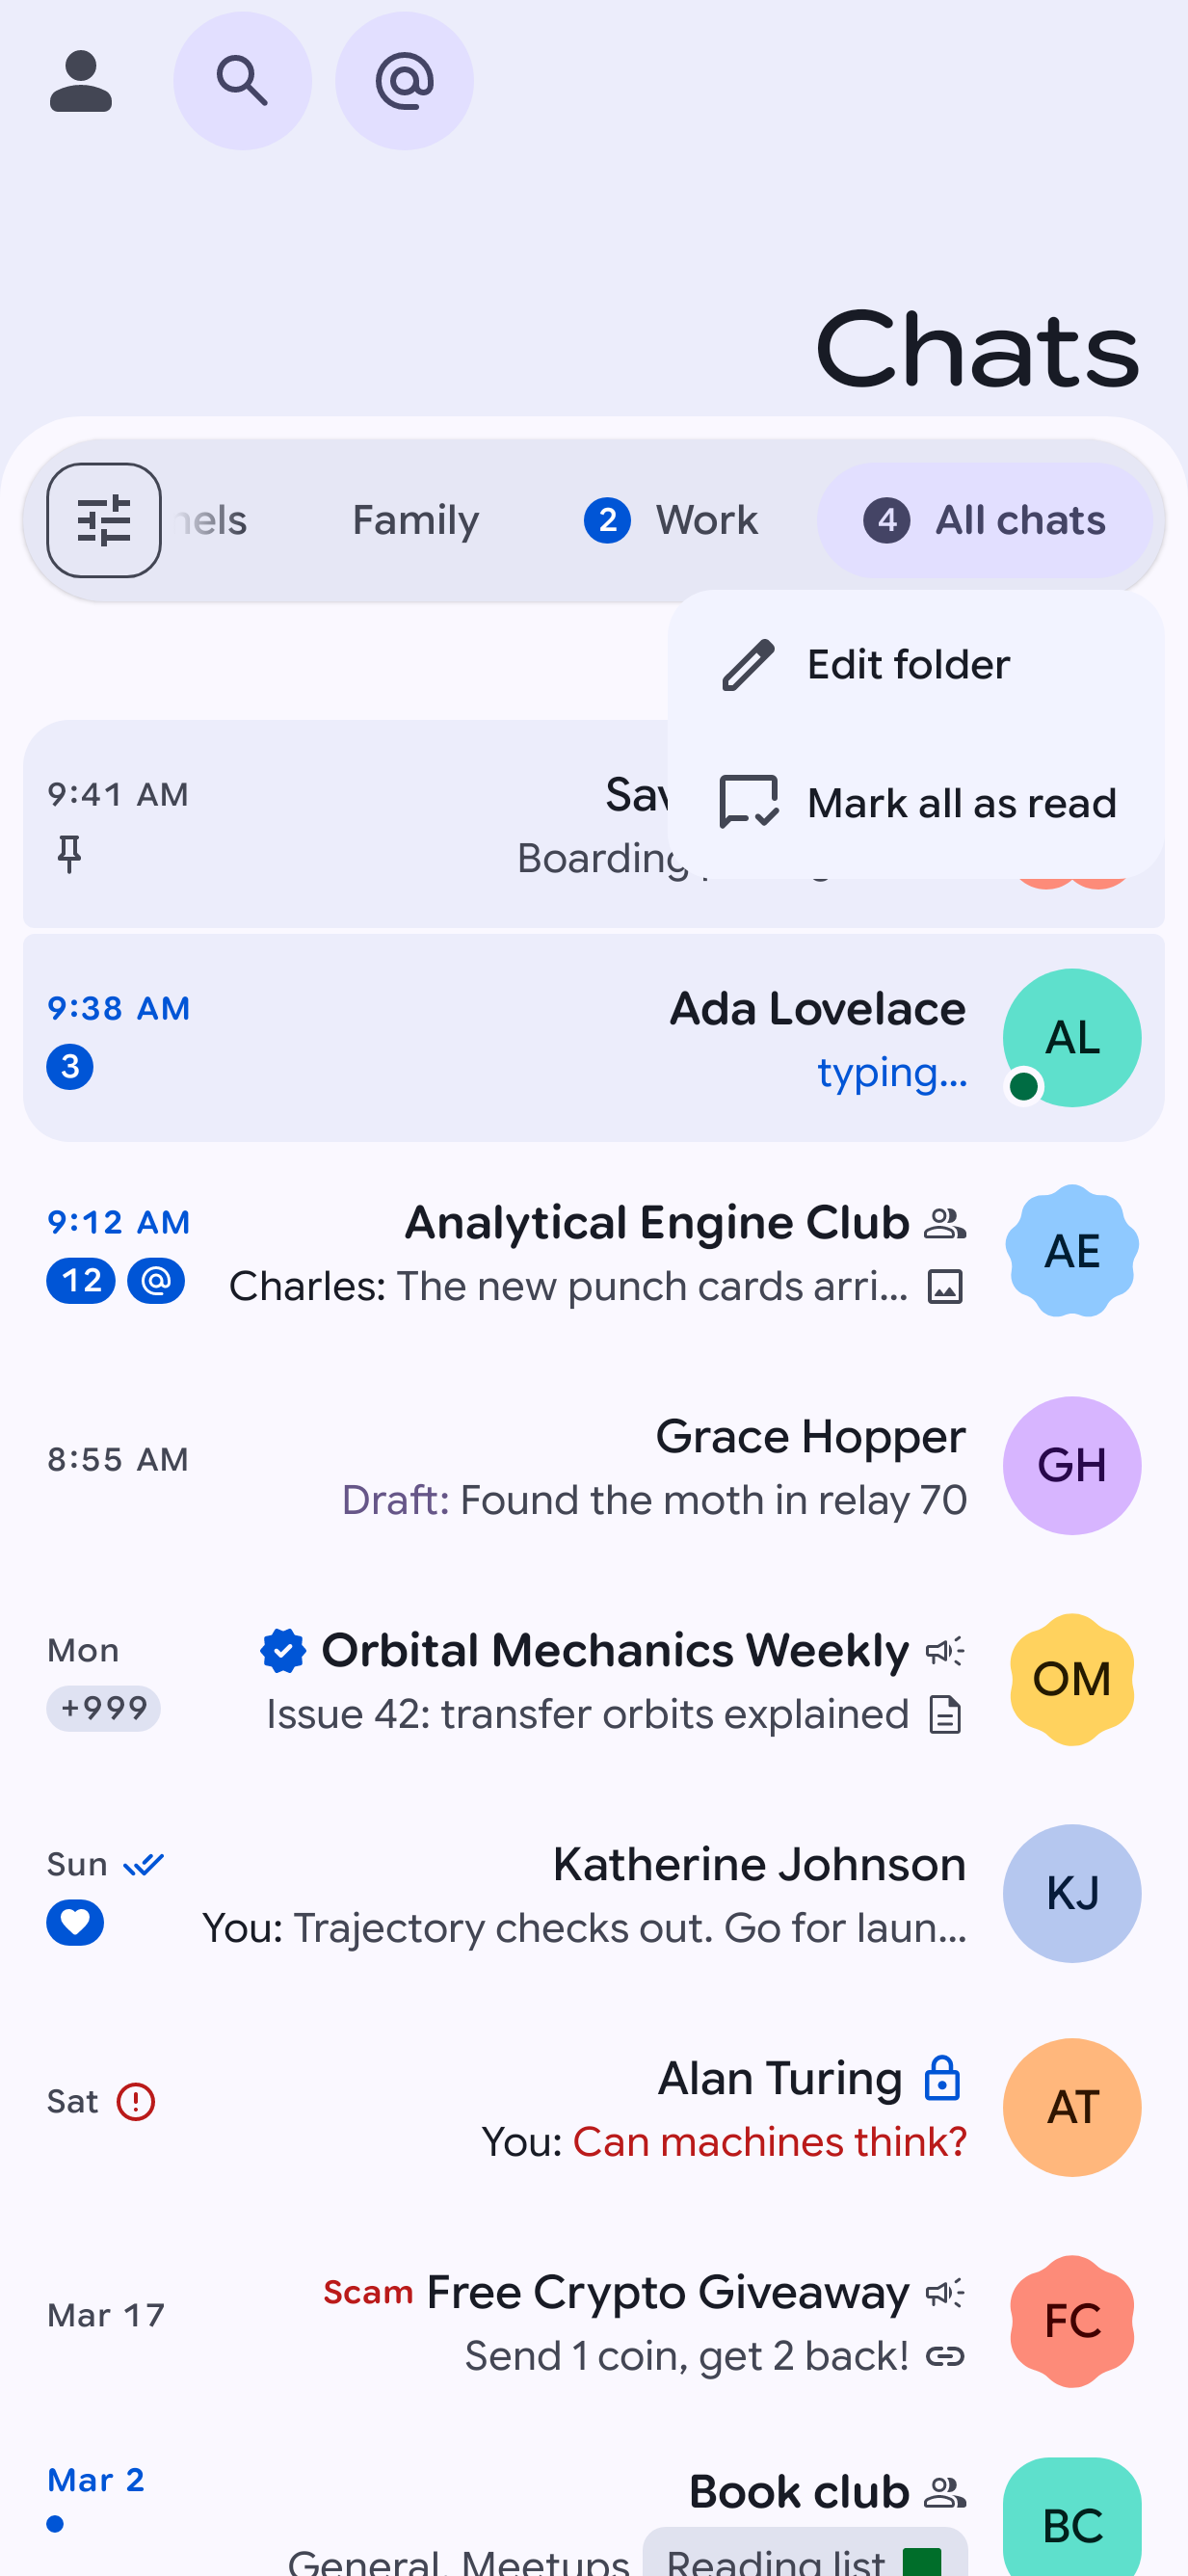 Chats
nels Family 2 Work 4 All chats
Edit folder
Mark all as read
9:41 AM
Boarding
AL Ada Lovelace 9:38 AM
typing... 3
AE Analytical Engine Club 9:12 AM
Charles: The new punch cards arri... 12 @
GH Grace Hopper 8:55 AM
Draft: Found the moth in relay 70
OM Orbital Mechanics Weekly Mon
Issue 42: transfer orbits explained +999
KJ Katherine Johnson Sun
You: Trajectory checks out. Go for laun...
AT Alan Turing Sat
You: Can machines think?
FC Free Crypto Giveaway Scam Mar 17
Send 1 coin, get 2 back!
BC Book club Mar 2
General, Meetups Reading list